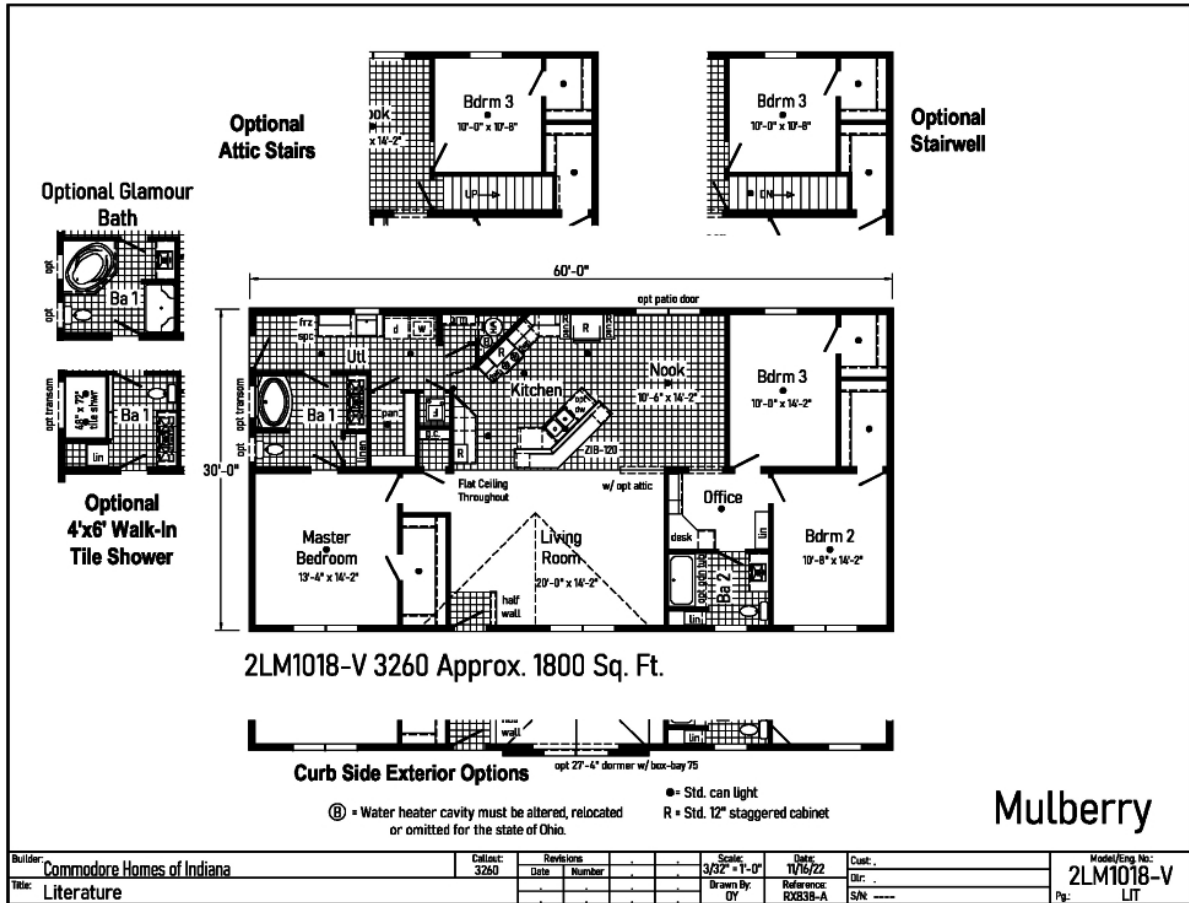 Optional
Attic Stairs
ook
x 14'-2"
Bdrm 3
10'-0" x 10'-8"
UP
Bdrm 3
10'-0" x 10'-8"
DN
Optional
Stairwell
Optional Glamour
Bath
opt
opt
Ba 1
opt transom
48" x 72"
tile shwr
Ba 1
lin
Optional
4'x6' Walk-in
Tile Shower
60'-0"
30'-0"
opt patio door
frz
spc
d
w
Utl
R
R
Kitchen
Nook
10'-6" x 14'-2"
Bdrm 3
10'-0" x 14'-2"
opt transom
opt
Ba 1
pan
R
opt
dw
ZIB-120
Flat Ceiling
Throughout
w/ opt attic
Office
desk
lin
Master
Bedroom
13'-4" x 14'-2"
Living
Room
20'-0" x 14'-2"
half
wall
Ba 2
lin
Bdrm 2
10'-8" x 14'-2"
2LM1018-V 3260 Approx. 1800 Sq. Ft.
wall
lin
opt 27'-4" dormer w/ box-bay 75
Curb Side Exterior Options
Ⓑ = Water heater cavity must be altered, relocated
or omitted for the state of Ohio.
●= Std. can light
R = Std. 12" staggered cabinet
Mulberry
Builder: Commodore Homes of Indiana
Title: Literature
Callout:
3260
Revisions
Date Number
Scale:
3/32" = 1'-0"
Drawn By:
OY
Date:
11/16/22
Reference:
RX838-A
Cust: .
Dlr: .
S/N: ----
Model/Eng. No.:
2LM1018-V
Pg.: LIT